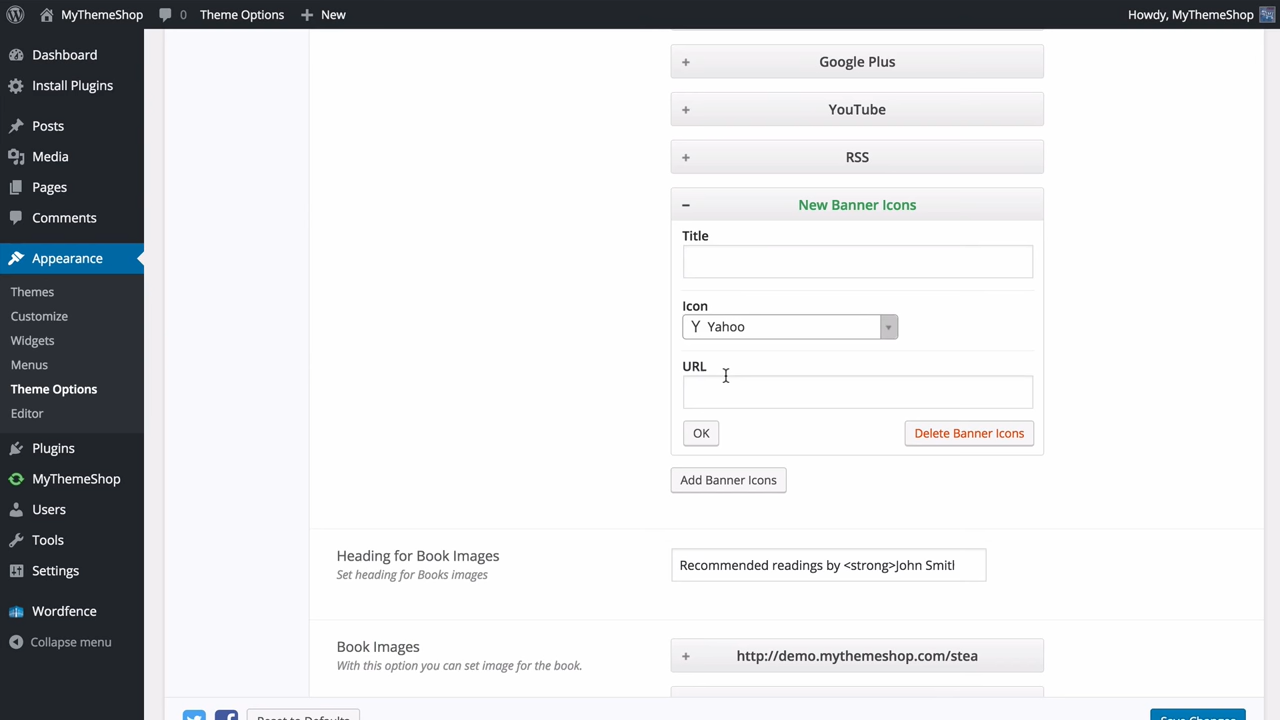 MyThemeShop 0 Theme Options New Howdy, MyThemeShop
Dashboard
Install Plugins
Posts
Media
Pages
Comments
Appearance
Themes
Customize
Widgets
Menus
Theme Options
Editor
Plugins
MyThemeShop
Users
Tools
Settings
Wordfence
Collapse menu
+ Google Plus
+ YouTube
+ RSS
− New Banner Icons
Title
Icon
Y Yahoo
URL
OK Delete Banner Icons
Add Banner Icons
Heading for Book Images
Set heading for Books images
Recommended readings by <strong>John Smitl
Book Images
With this option you can set image for the book.
+ http://demo.mythemeshop.com/stea
Reset to Defaults Save Changes